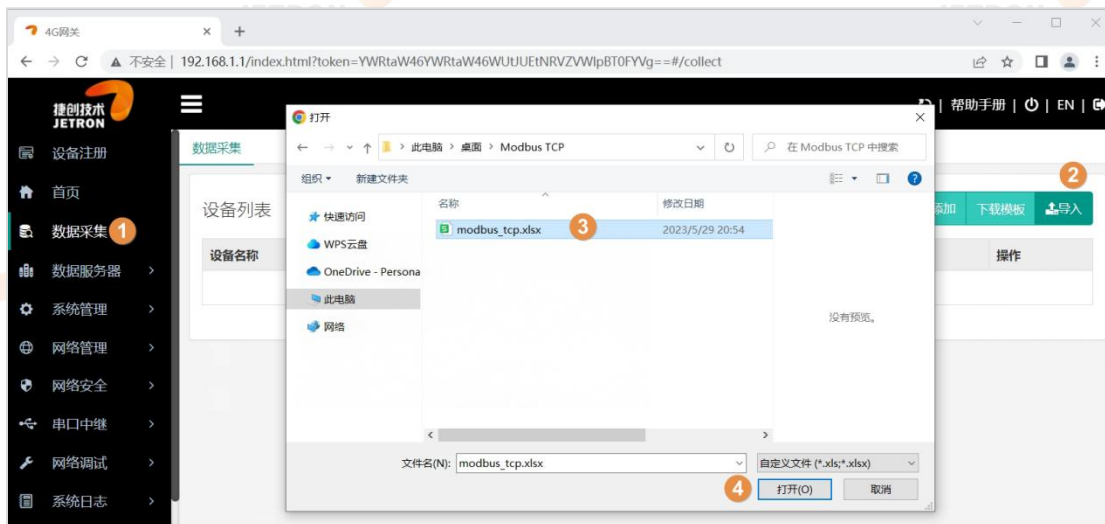 JETRON
JETRON
4G网关
不安全 | 192.168.1.1/index.html?token=YWRtaW46YWRtaW46WUtJUEtNRVZVWlpBT0FYVg==#/collect
捷创技术
JETRON
帮助手册 | EN |
设备注册
首页
数据采集 1
数据服务器
系统管理
网络管理
网络安全
串口中继
网络调试
系统日志
数据采集
设备列表
2
添加 下载模板 导入
设备名称 操作
打开
此电脑 > 桌面 > Modbus TCP
在 Modbus TCP 中搜索
组织 新建文件夹
快速访问
WPS云盘
OneDrive - Persona
此电脑
网络
名称 修改日期
modbus_tcp.xlsx 3 2023/5/29 20:54
没有预览。
文件名(N): modbus_tcp.xlsx 自定义文件 (*.xls;*.xlsx)
4 打开(O) 取消